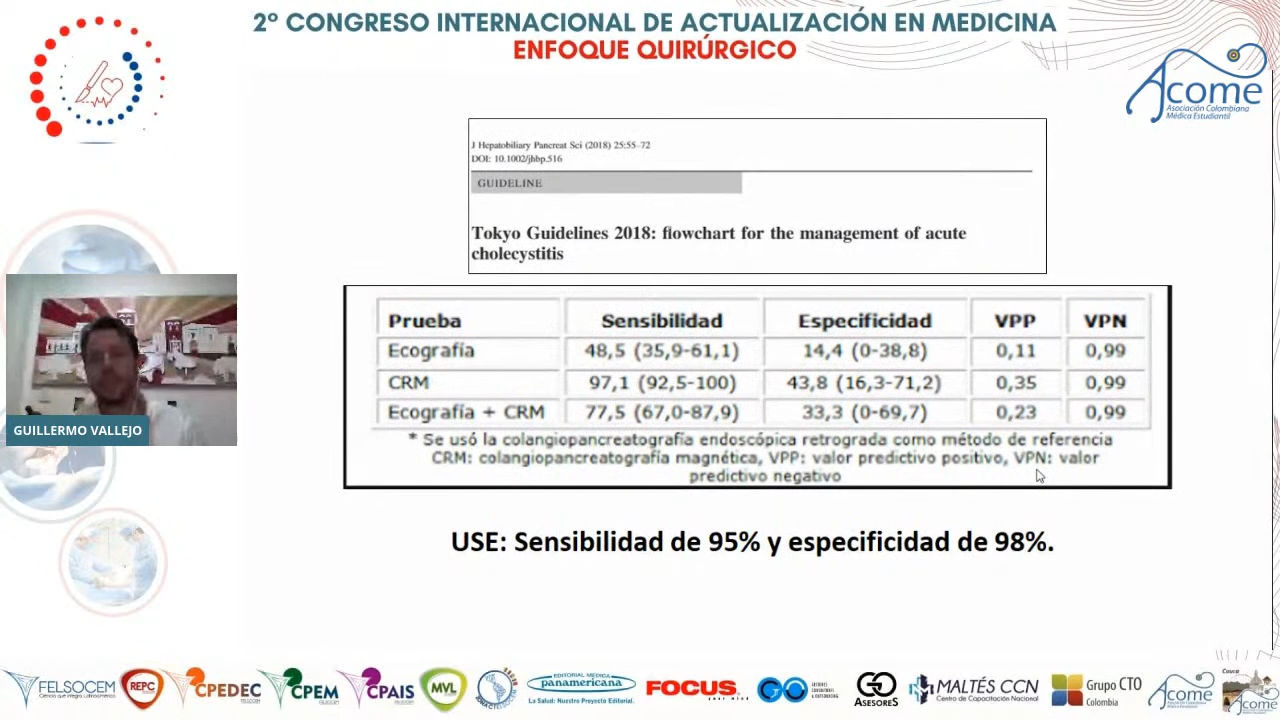 2° CONGRESO INTERNACIONAL DE ACTUALIZACIÓN EN MEDICINA
ENFOQUE QUIRÚRGICO
Acome
Asociación Colombiana
Médica Estudiantil
J Hepatobiliary Pancreat Sci (2018) 25:55–72
DOI: 10.1002/jhbp.516
GUIDELINE
Tokyo Guidelines 2018: flowchart for the management of acute
cholecystitis
Prueba Sensibilidad Especificidad VPP VPN
Ecografía 48,5 (35,9-61,1) 14,4 (0-38,8) 0,11 0,99
CRM 97,1 (92,5-100) 43,8 (16,3-71,2) 0,35 0,99
Ecografía + CRM 77,5 (67,0-87,9) 33,3 (0-69,7) 0,23 0,99
* Se usó la colangiopancreatografía endoscópica retrograda como método de referencia
CRM: colangiopancreatografía magnética, VPP: valor predictivo positivo, VPN: valor
predictivo negativo
GUILLERMO VALLEJO
USE: Sensibilidad de 95% y especificidad de 98%.
FELSOCEM
REPC
CPEDEC
CPEM
CPAIS
MVL
EDITORIAL MÉDICA
panamericana
La Salud: Nuestro Proyecto Editorial.
FOCUS
GO
GO
ASESORES
MALTÉS CCN
Centro de Capacitación Nacional
Grupo CTO
Colombia
Acome
Cauca
Acome